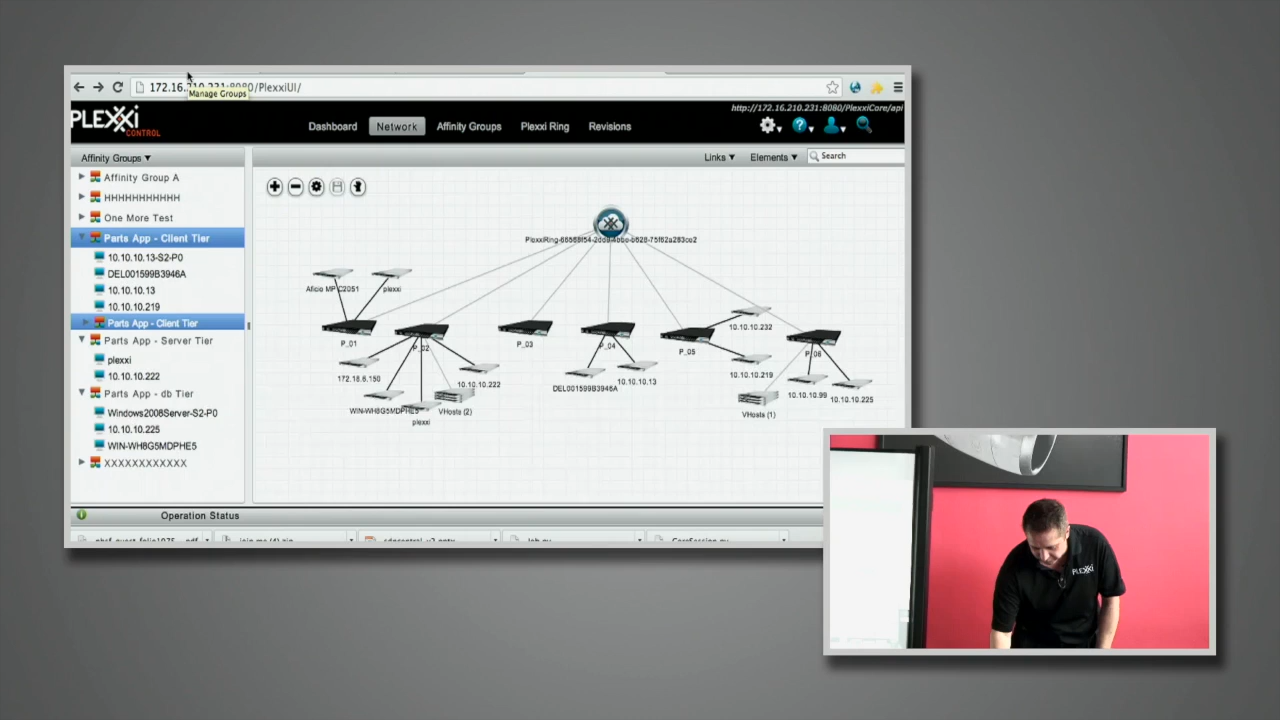 172.16.210.231:8080/PlexxiUI/
Manage Groups
http://172.16.210.231:8080/PlexxiCore/api
PLEXXI
CONTROL
Dashboard Network Affinity Groups Plexxi Ring Revisions
Affinity Groups ▼
Links ▼ Elements ▼ Search
Affinity Group A
HHHHHHHHHHH
One More Test
Parts App - Client Tier
10.10.10.13-S2-P0
DEL001599B3946A
10.10.10.13
10.10.10.219
Parts App - Client Tier
Parts App - Server Tier
plexxi
10.10.10.222
Parts App - db Tier
Windows2008Server-S2-P0
10.10.10.225
WIN-WH8G5MDPHE5
XXXXXXXXXXXX
Aficio MP C2051
plexxi
10.10.10.232
P_01
P_02
P_03
P_04
P_05
P_06
172.18.6.150
10.10.10.222
DEL001599B3946A
10.10.10.13
10.10.10.219
WIN-WH8G5MDPHE5
VHosts (2)
plexxi
10.10.10.99
10.10.10.225
VHosts (1)
Operation Status
PLEXXI